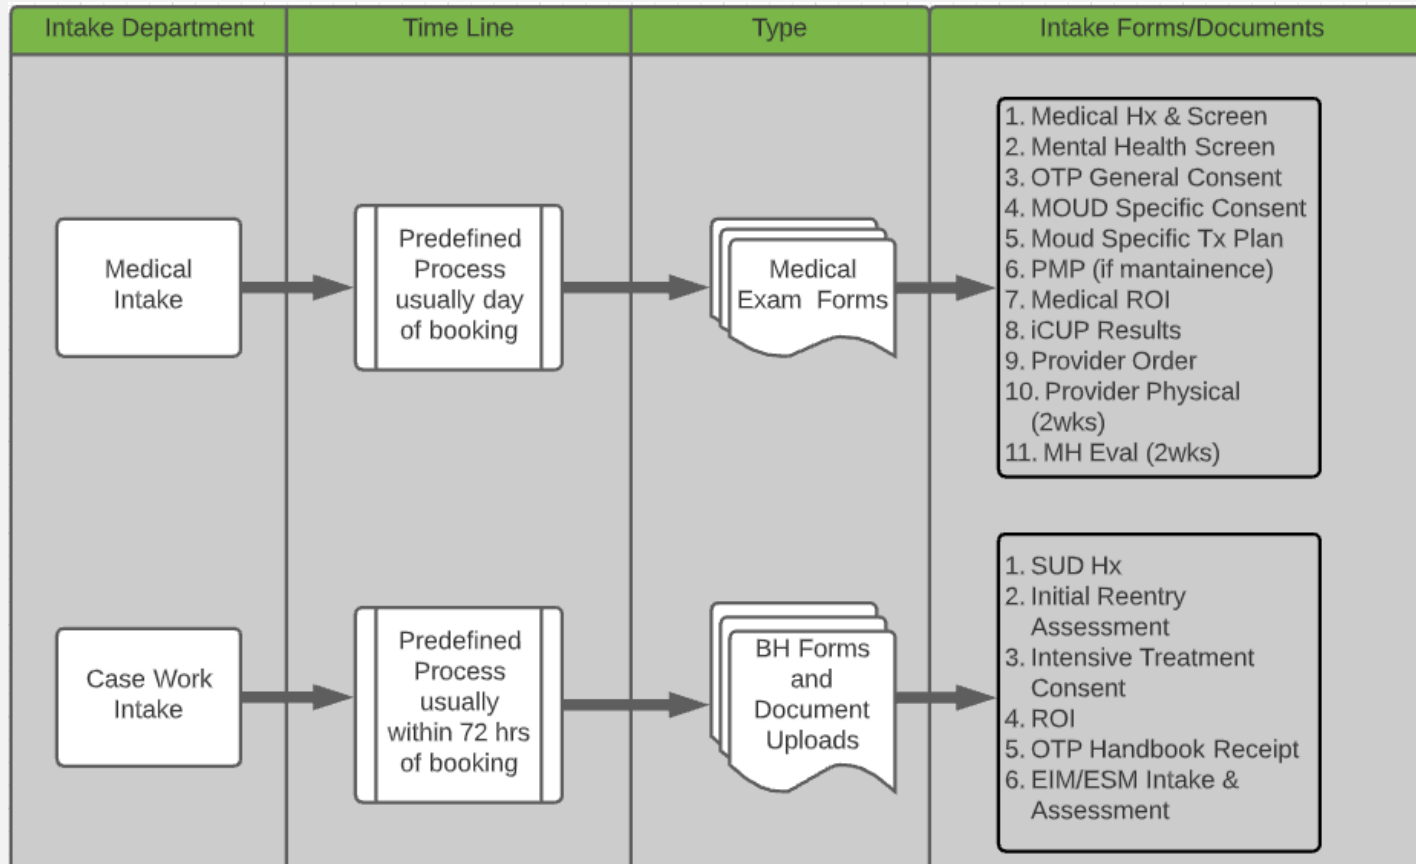 Intake Department
Time Line
Type
Intake Forms/Documents
Medical
Intake
Predefined
Process
usually day
of booking
Medical
Exam Forms
1. Medical Hx & Screen
2. Mental Health Screen
3. OTP General Consent
4. MOUD Specific Consent
5. Moud Specific Tx Plan
6. PMP (if mantainence)
7. Medical ROI
8. iCUP Results
9. Provider Order
10. Provider Physical
(2wks)
11. MH Eval (2wks)
Case Work
Intake
Predefined
Process
usually
within 72 hrs
of booking
BH Forms
and
Document
Uploads
1. SUD Hx
2. Initial Reentry
Assessment
3. Intensive Treatment
Consent
4. ROI
5. OTP Handbook Receipt
6. EIM/ESM Intake &
Assessment